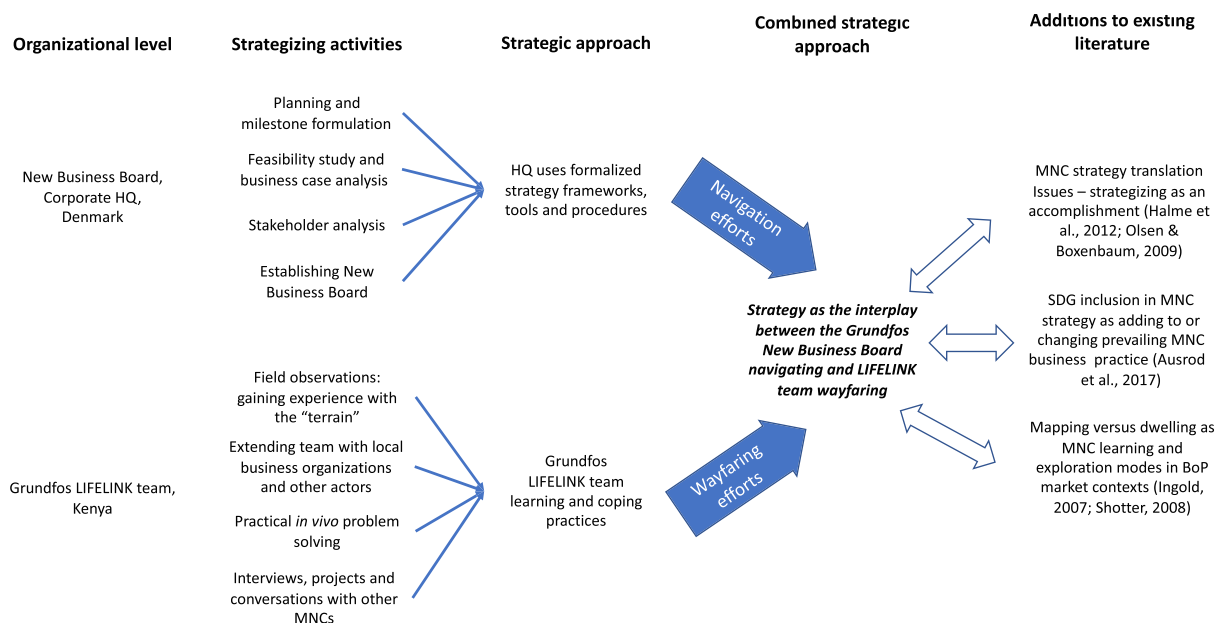 Organizational level
Strategizing activities
Strategic approach
Combined strategic
approach
Additions to existing
literature
New Business Board,
Corporate HQ,
Denmark
Planning and
milestone formulation
Feasibility study and
business case analysis
Stakeholder analysis
Establishing New
Business Board
HQ uses formalized
strategy frameworks,
tools and procedures
Navigation
efforts
MNC strategy translation
Issues – strategizing as an
accomplishment (Halme et
al., 2012; Olsen &
Boxenbaum, 2009)
Strategy as the interplay
between the Grundfos
New Business Board
navigating and LIFELINK
team wayfaring
SDG inclusion in MNC
strategy as adding to or
changing prevailing MNC
business practice (Ausrod
et al., 2017)
Grundfos LIFELINK team,
Kenya
Field observations:
gaining experience with
the “terrain”
Extending team with local
business organizations
and other actors
Practical in vivo problem
solving
Interviews, projects and
conversations with other
MNCs
Grundfos
LIFELINK team
learning and coping
practices
Wayfaring
efforts
Mapping versus dwelling as
MNC learning and
exploration modes in BoP
market contexts (Ingold,
2007; Shotter, 2008)